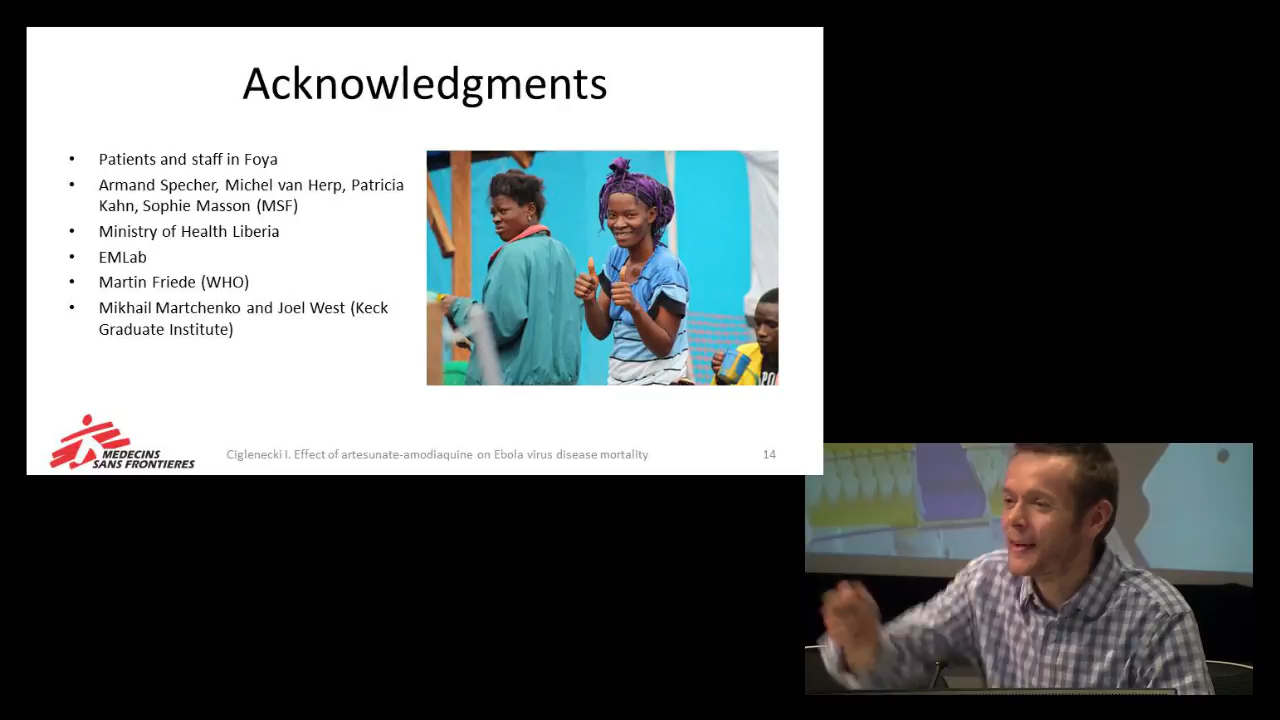 Acknowledgments
• Patients and staff in Foya
• Armand Specher, Michel van Herp, Patricia
Kahn, Sophie Masson (MSF)
• Ministry of Health Liberia
• EMLab
• Martin Friede (WHO)
• Mikhail Martchenko and Joel West (Keck
Graduate Institute)
MEDECINS
SANS FRONTIERES
Ciglenecki I. Effect of artesunate-amodiaquine on Ebola virus disease mortality
14